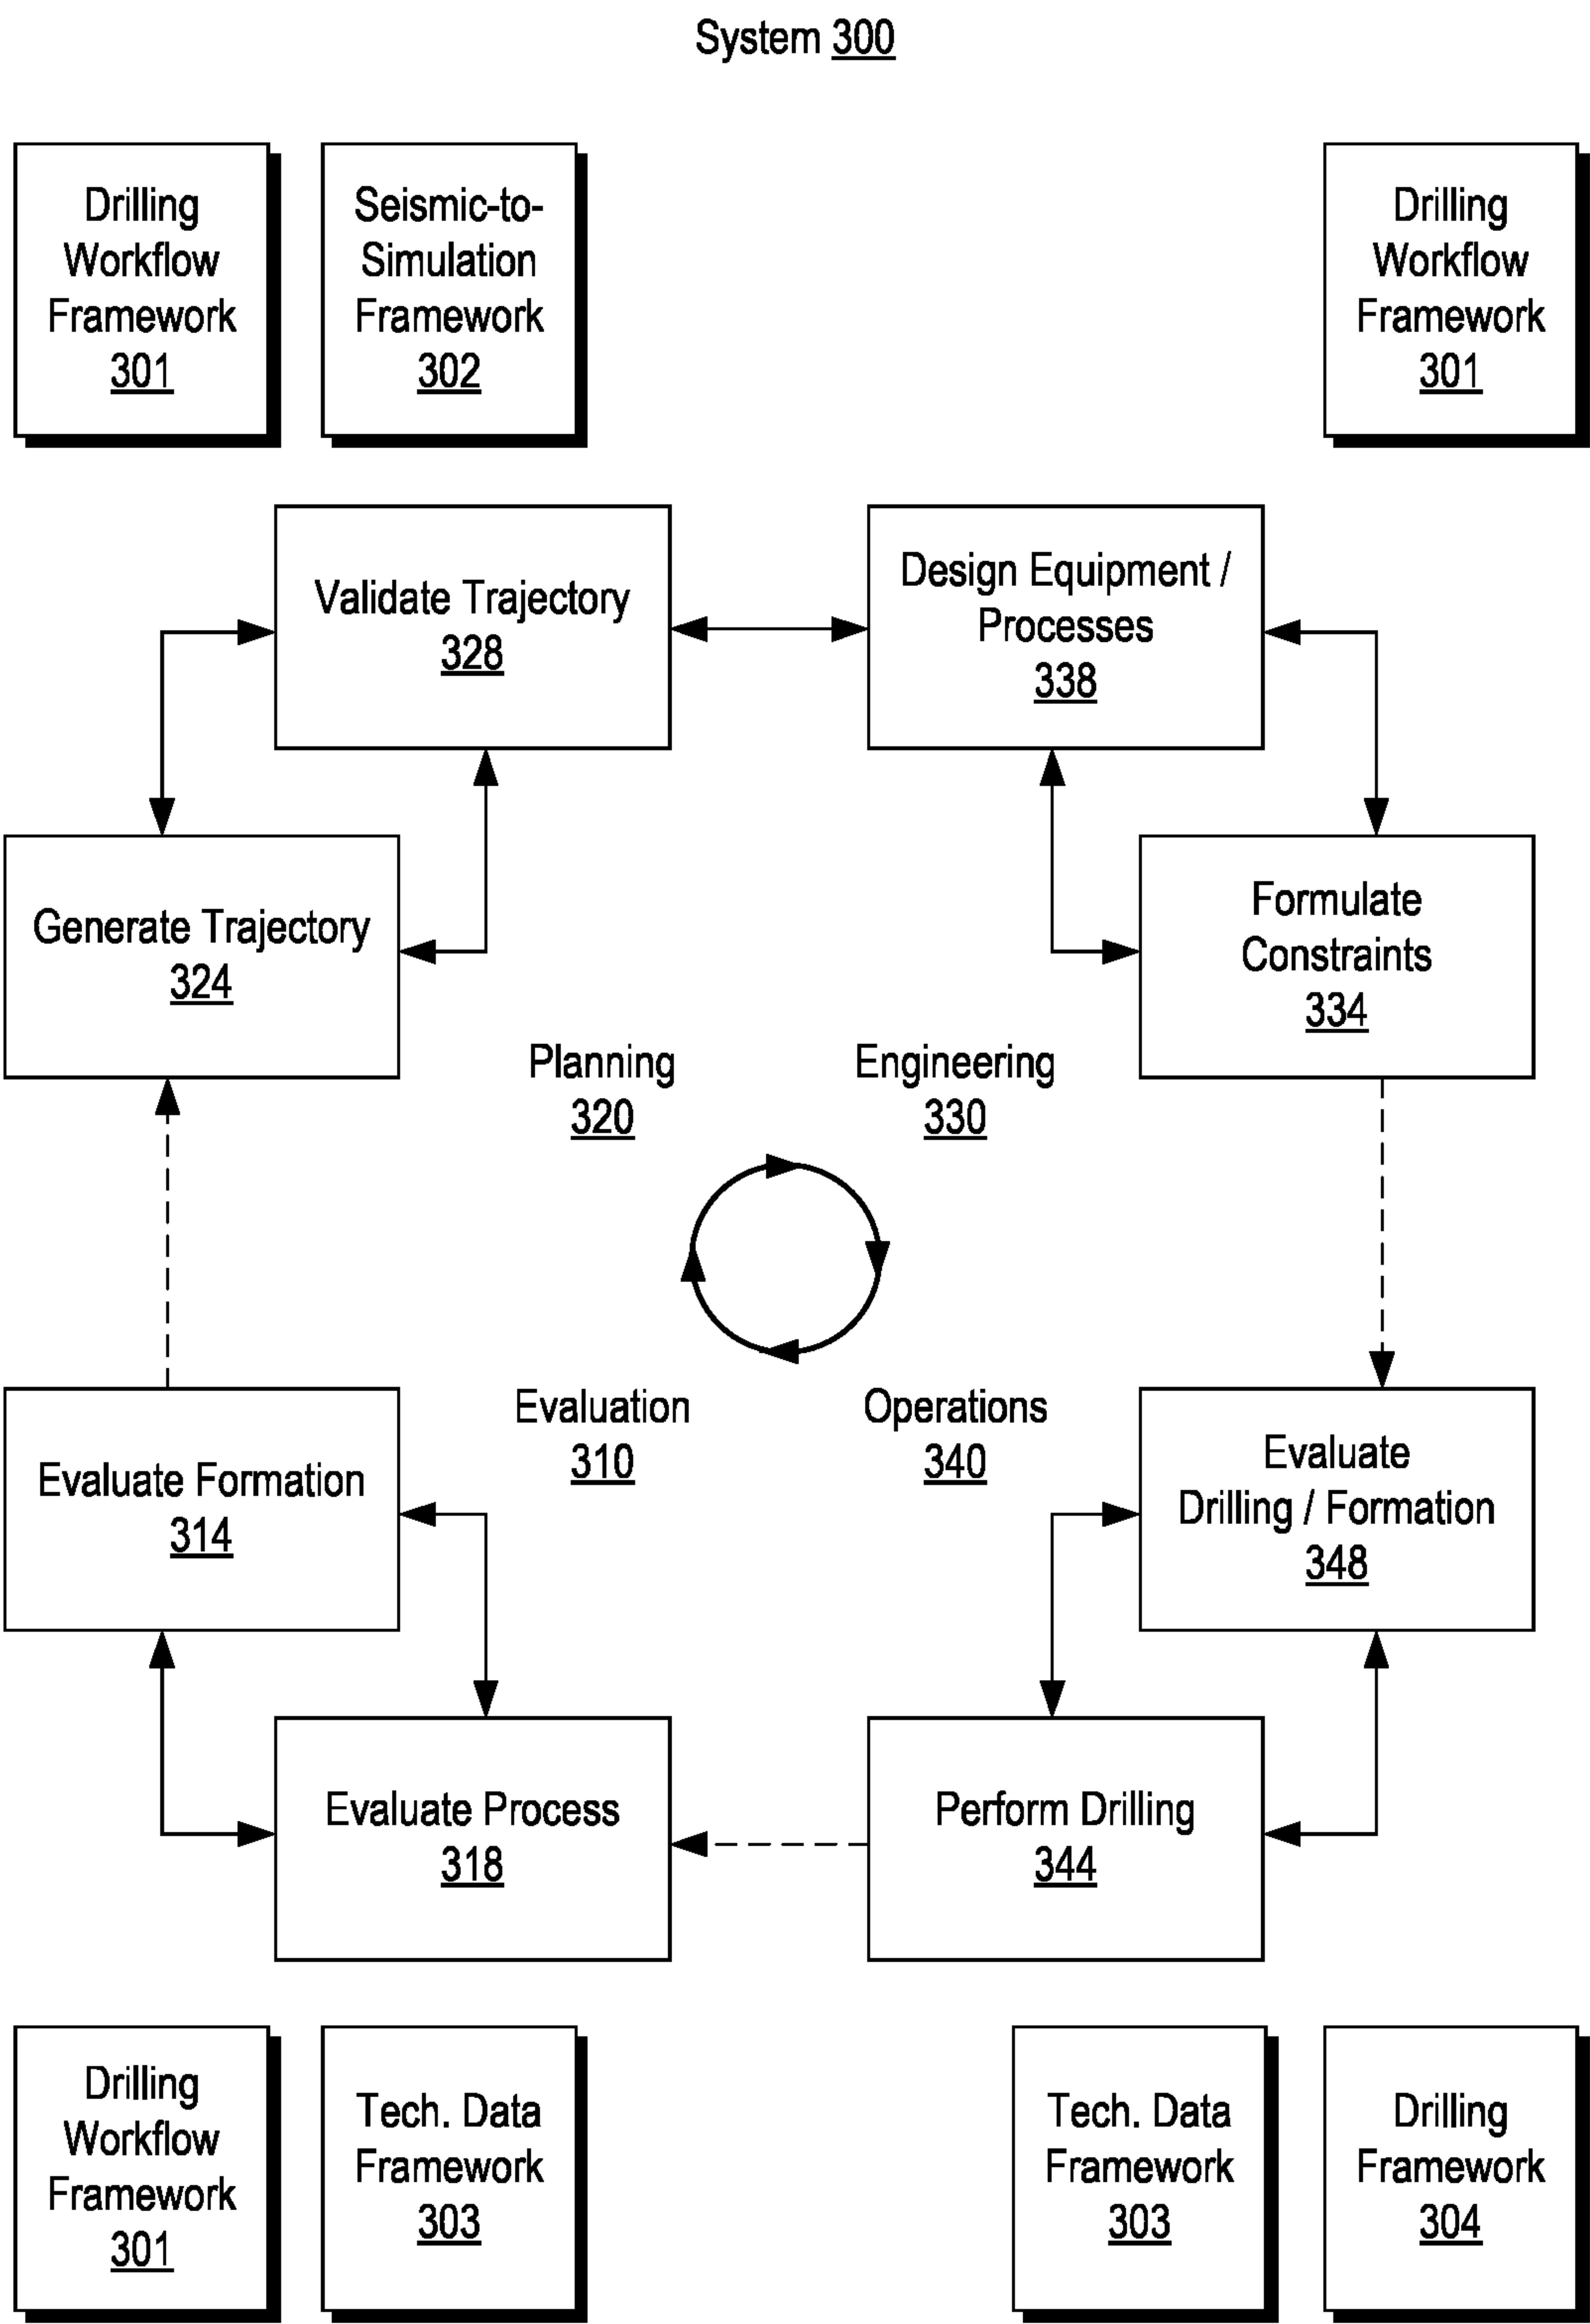 System 300
Drilling
Workflow
Framework
301
Seismic-to-
Simulation
Framework
302
Drilling
Workflow
Framework
301
Validate Trajectory
328
Design Equipment /
Processes
338
Generate Trajectory
324
Formulate
Constraints
334
Planning
320
Engineering
330
Evaluation
310
Operations
340
Evaluate Formation
314
Evaluate
Drilling / Formation
348
Evaluate Process
318
Perform Drilling
344
Drilling
Workflow
Framework
301
Tech. Data
Framework
303
Tech. Data
Framework
303
Drilling
Framework
304